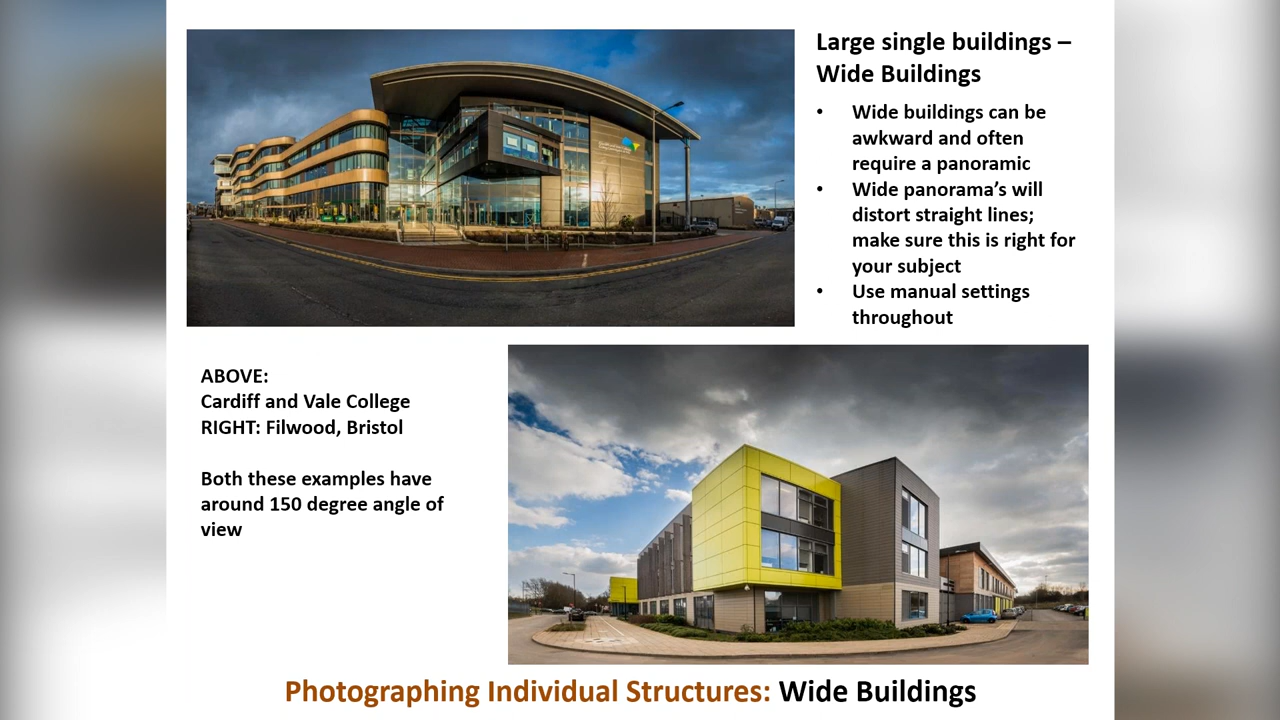 Large single buildings –
Wide Buildings
• Wide buildings can be
awkward and often
require a panoramic
• Wide panorama’s will
distort straight lines;
make sure this is right for
your subject
• Use manual settings
throughout
ABOVE:
Cardiff and Vale College
RIGHT: Filwood, Bristol
Both these examples have
around 150 degree angle of
view
Photographing Individual Structures: Wide Buildings